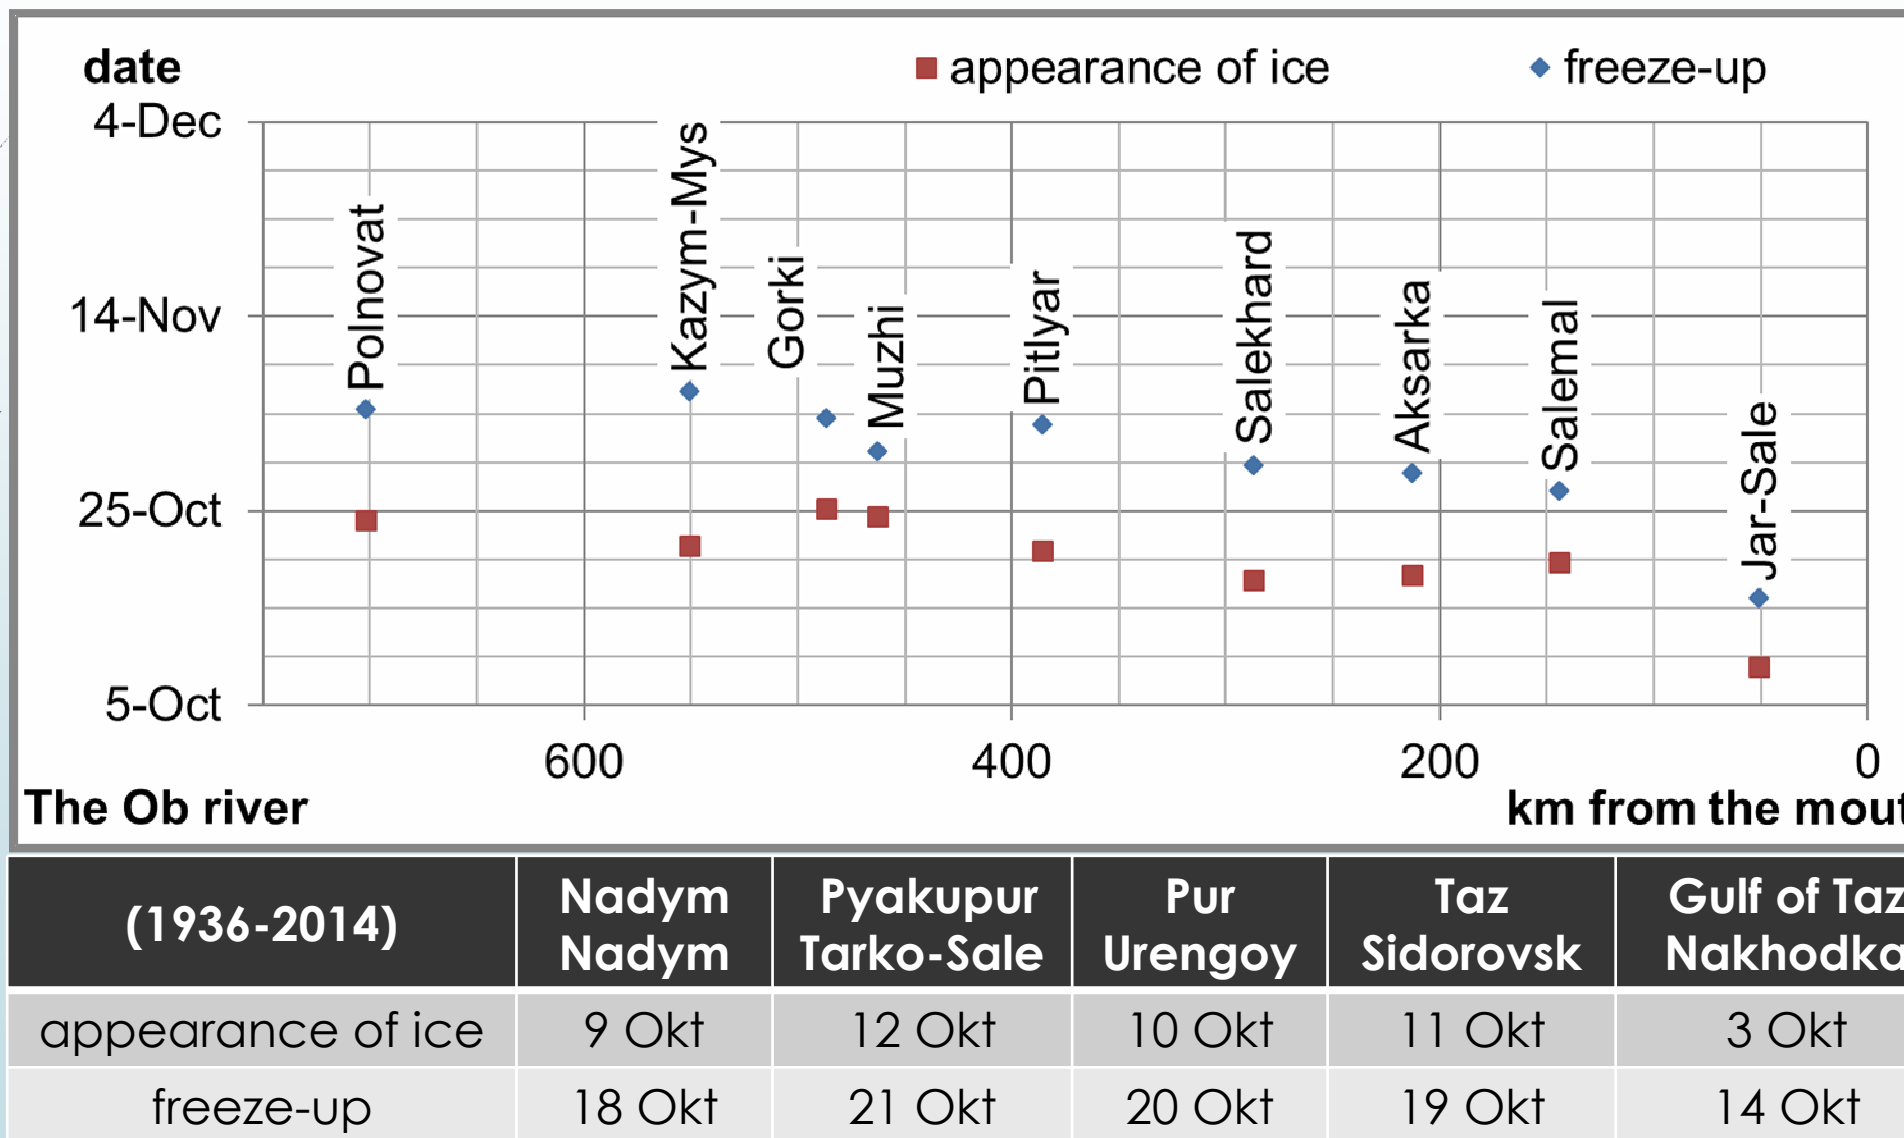 date
appearance of ice
freeze-up
4-Dec
14-Nov
25-Oct
5-Oct
Polnovat
Kazym-Mys
Gorki
Muzhi
Pitlyar
Salekhard
Aksarka
Salemal
Jar-Sale
600
400
200
0
The Ob river
km from the mout
(1936-2014)
Nadym
Nadym
Pyakupur
Tarko-Sale
Pur
Urengoy
Taz
Sidorovsk
Gulf of Taz
Nakhodka
appearance of ice
9 Okt
12 Okt
10 Okt
11 Okt
3 Okt
freeze-up
18 Okt
21 Okt
20 Okt
19 Okt
14 Okt